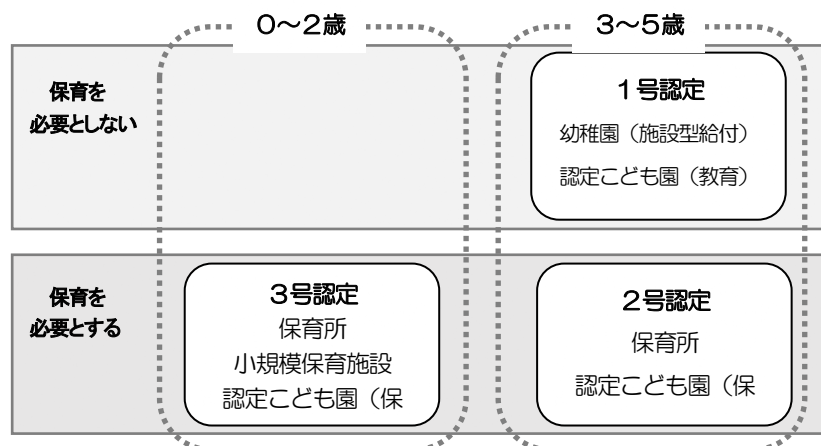 0～2歳
3～5歳
保育を
必要としない
1号認定
幼稚園（施設型給付）
認定こども園（教育）
保育を
必要とする
3号認定
保育所
小規模保育施設
認定こども園（保
2号認定
保育所
認定こども園（保